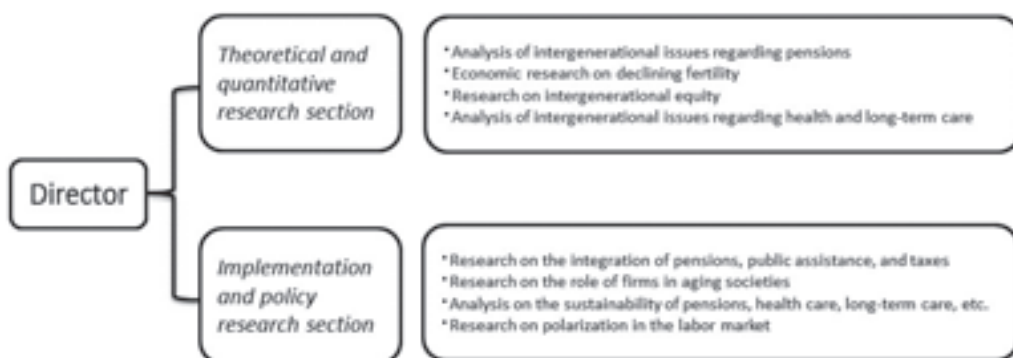 Theoretical and
quantitative
research section
*Analysis of intergenerational issues regarding pensions
*Economic research on declining fertility
*Research on intergenerational equity
*Analysis of intergenerational issues regarding health and long-term care
Director
Implementation
and policy
research section
*Research on the integration of pensions, public assistance, and taxes
*Research on the role of firms in aging societies
*Analysis on the sustainability of pensions, health care, long-term care, etc.
*Research on polarization in the labor market